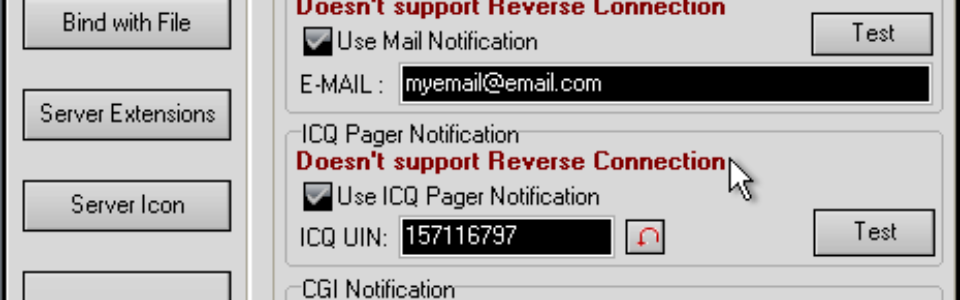 Doesn't support Reverse Connection
Bind with File
Use Mail Notification
Test
E-MAIL : myemail@email.com
Server Extensions
ICQ Pager Notification
Doesn't support Reverse Connection
Use ICQ Pager Notification
Server Icon
ICQ UIN: 157116797
Test
CGI Notification